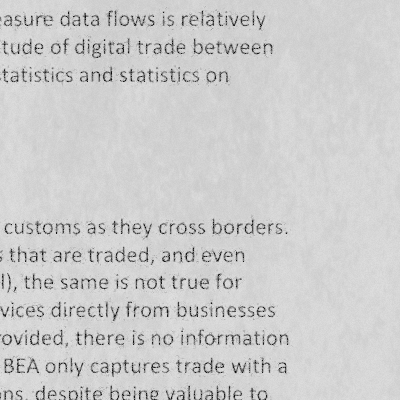 easure data flows is relatively
tude of digital trade between
tatistics and statistics on
customs as they cross borders.
s that are traded, and even
l), the same is not true for
vices directly from businesses
rovided, there is no information
BEA only captures trade with a
ns, despite being valuable to